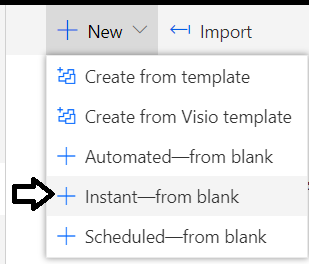 New Import
Create from template
Create from Visio template
Automated—from blank
Instant—from blank
Scheduled—from blank